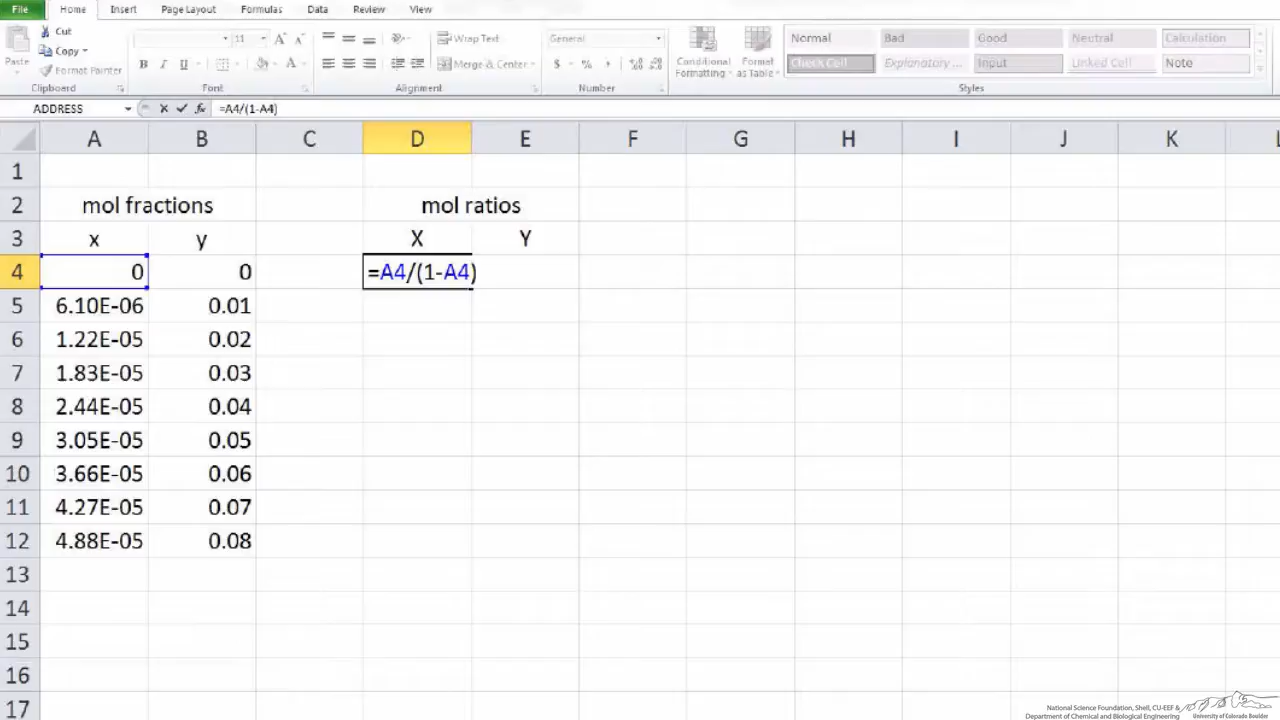 File Home Insert Page Layout Formulas Data Review View
Cut
Copy
Format Painter
Paste
Clipboard
11 A A
B I U A
Font
Wrap Text
Merge & Center
Alignment
General
$ % ,
Number
Conditional Formatting
Format as Table
Normal Bad Good Neutral Calculation
Check Cell Explanatory ... Input Linked Cell Note
Styles
ADDRESS fx =A4/(1-A4)
A B C D E F G H I J K L
1
2 mol fractions mol ratios
3 x y X Y
4 0 0 =A4/(1-A4)
5 6.10E-06 0.01
6 1.22E-05 0.02
7 1.83E-05 0.03
8 2.44E-05 0.04
9 3.05E-05 0.05
10 3.66E-05 0.06
11 4.27E-05 0.07
12 4.88E-05 0.08
13
14
15
16
17
National Science Foundation, Shell, CU-EEF &
Department of Chemical and Biological Engineering
University of Colorado Boulder